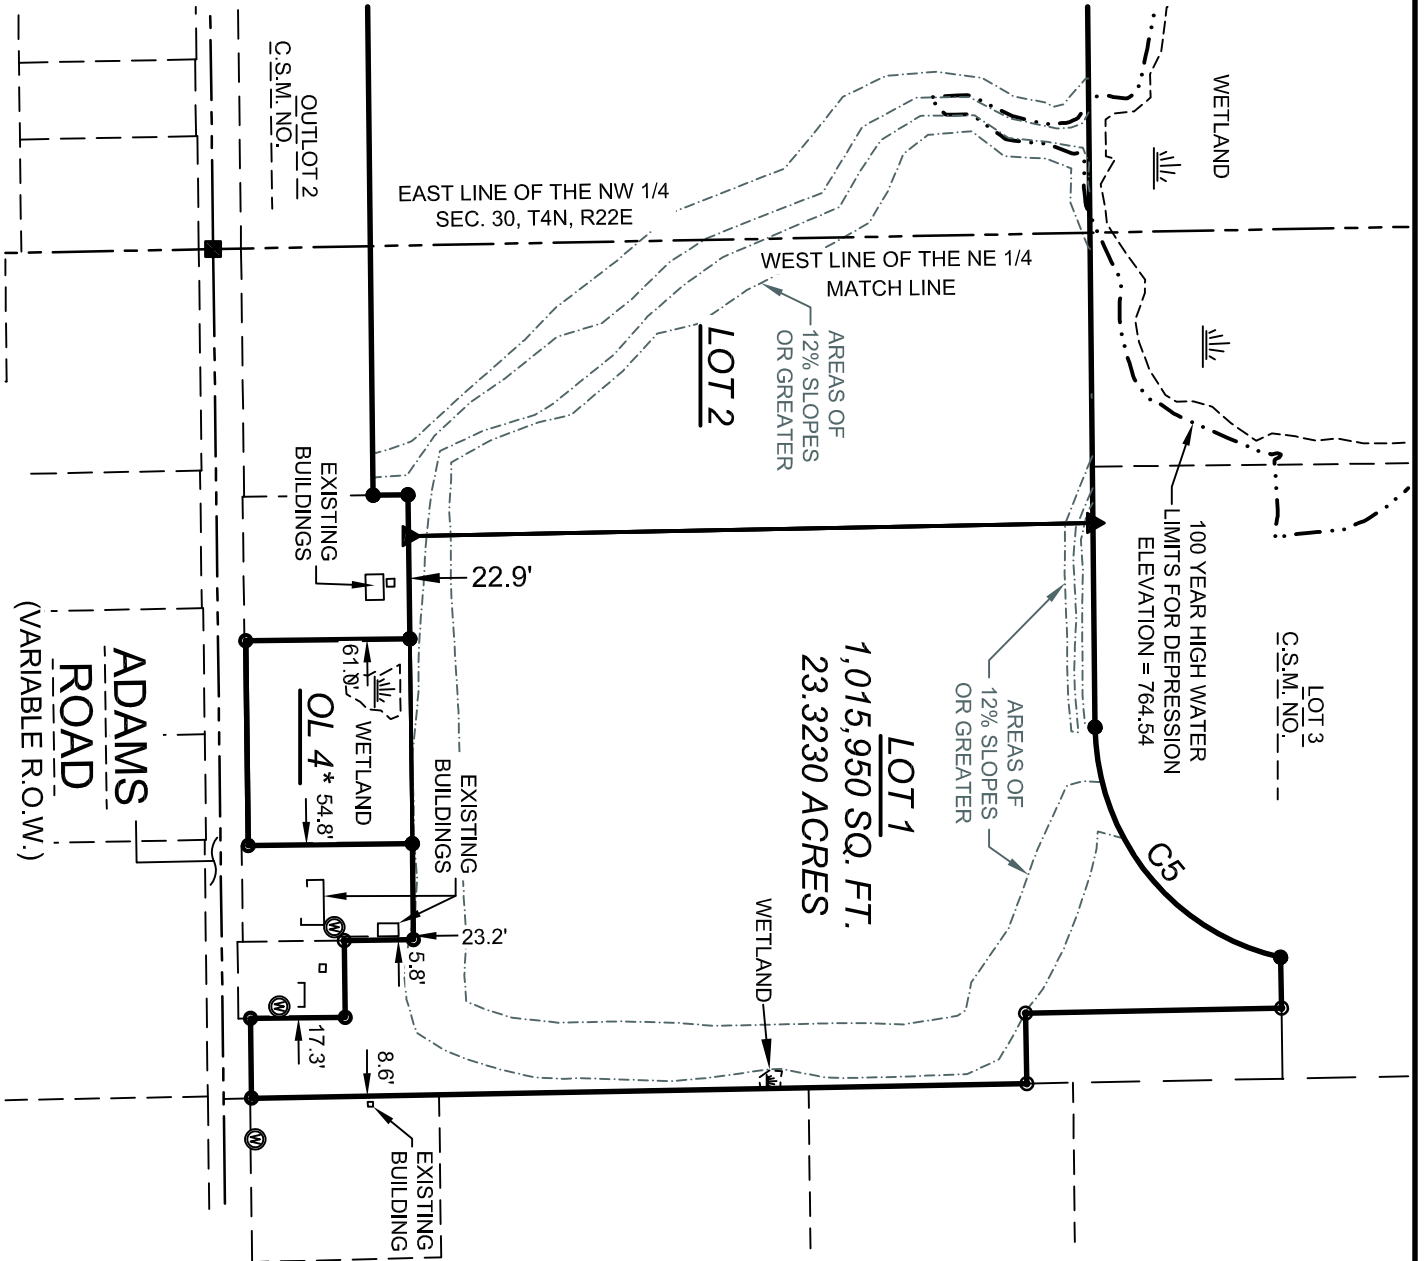 WETLAND
OUTLOT 2
C.S.M. NO.
EAST LINE OF THE NW 1/4
SEC. 30, T4N, R22E
WEST LINE OF THE NE 1/4
MATCH LINE
AREAS OF
12% SLOPES
OR GREATER
LOT 2
100 YEAR HIGH WATER
LIMITS FOR DEPRESSION
ELEVATION = 764.54
EXISTING
BUILDINGS
22.9'
LOT 3
C.S.M. NO.
61.0'
WETLAND
OL 4*
54.8'
LOT 1
1,015,950 SQ. FT.
23.3230 ACRES
AREAS OF
12% SLOPES
OR GREATER
ADAMS
ROAD
(VARIABLE R.O.W.)
EXISTING
BUILDINGS
C5
WETLAND
23.2'
5.8'
W
W
17.3'
8.6'
W
EXISTING
BUILDING